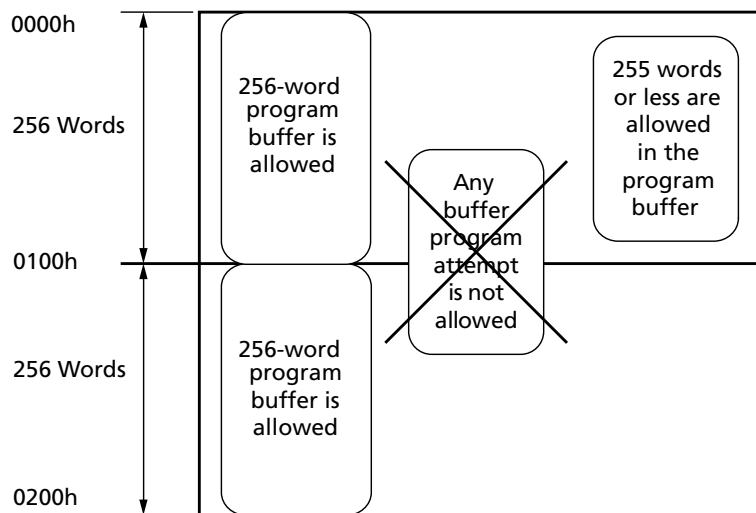 0000h
256 Words
0100h
256 Words
0200h
256-word
program
buffer is
allowed
256-word
program
buffer is
allowed
Any
buffer
program
attempt
is not
allowed
255 words
or less are
allowed
in the
program
buffer